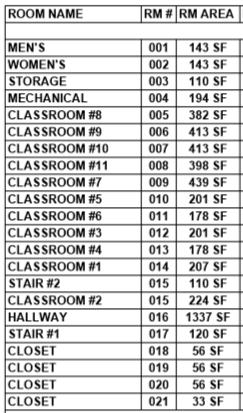 ROOM NAME RM # RM AREA
MEN'S 001 143 SF
WOMEN'S 002 143 SF
STORAGE 003 110 SF
MECHANICAL 004 194 SF
CLASSROOM #8 005 382 SF
CLASSROOM #9 006 413 SF
CLASSROOM #10 007 413 SF
CLASSROOM #11 008 398 SF
CLASSROOM #7 009 439 SF
CLASSROOM #5 010 201 SF
CLASSROOM #6 011 178 SF
CLASSROOM #3 012 201 SF
CLASSROOM #4 013 178 SF
CLASSROOM #1 014 207 SF
STAIR #2 015 110 SF
CLASSROOM #2 015 224 SF
HALLWAY 016 1337 SF
STAIR #1 017 120 SF
CLOSET 018 56 SF
CLOSET 019 56 SF
CLOSET 020 56 SF
CLOSET 021 33 SF